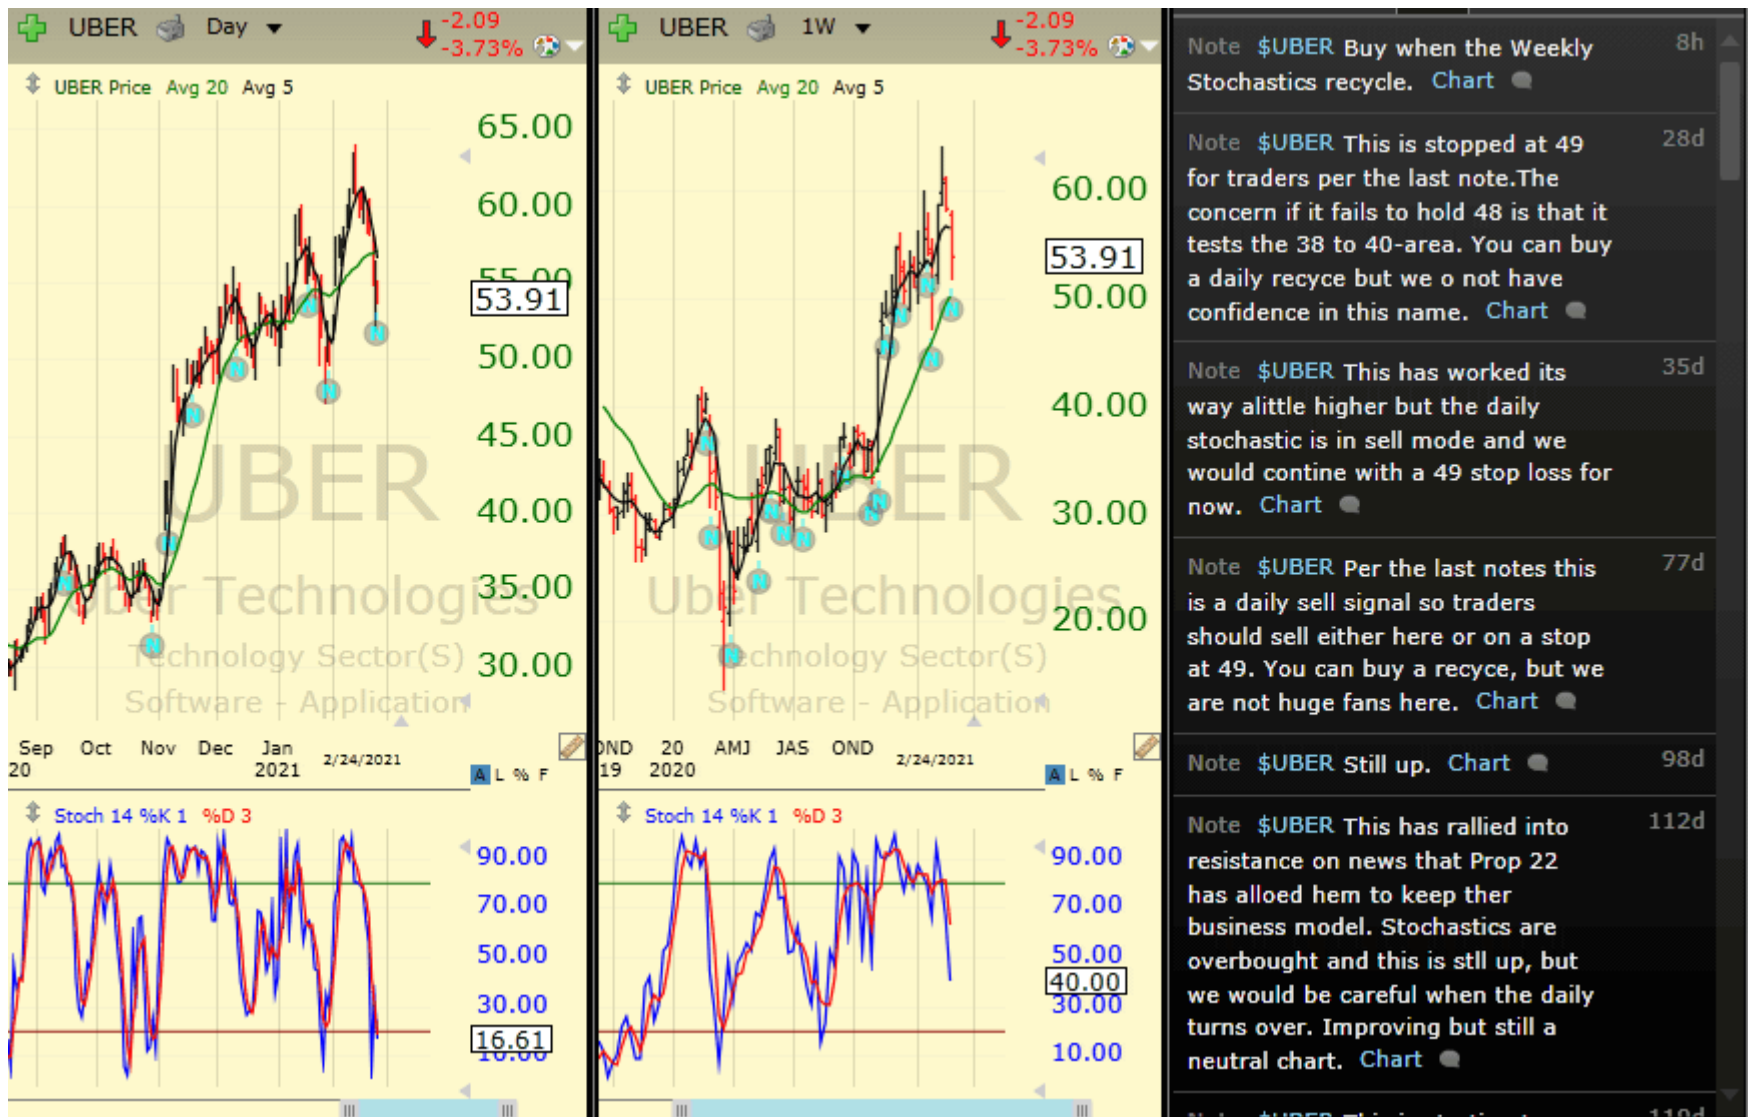 UBER Day -2.09
-3.73%
UBER Price Avg 20 Avg 5
65.00
60.00
55.00
53.91
50.00
45.00
40.00
35.00
30.00
UBER
Uber Technologies
Technology Sector(S)
Software - Application
N
N
N
N
N
N
N
N
Sep Oct Nov Dec Jan
20 2021 2/24/2021
A L % F
Stoch 14 %K 1 %D 3
90.00
70.00
50.00
30.00
16.61
10.00
UBER 1W -2.09
-3.73%
UBER Price Avg 20 Avg 5
60.00
53.91
50.00
40.00
30.00
20.00
UBER
Uber Technologies
Technology Sector(S)
Software - Application
N
N
N
N
N
N
N
N
N
N
N
N
N
N
OND 20 AMJ JAS OND
19 2020 2/24/2021
A L % F
Stoch 14 %K 1 %D 3
90.00
70.00
50.00
40.00
30.00
10.00
Note $UBER Buy when the Weekly 8h
Stochastics recycle. Chart
Note $UBER This is stopped at 49 28d
for traders per the last note.The
concern if it fails to hold 48 is that it
tests the 38 to 40-area. You can buy
a daily recyce but we o not have
confidence in this name. Chart
Note $UBER This has worked its 35d
way alittle higher but the daily
stochastic is in sell mode and we
would contine with a 49 stop loss for
now. Chart
Note $UBER Per the last notes this 77d
is a daily sell signal so traders
should sell either here or on a stop
at 49. You can buy a recyce, but we
are not huge fans here. Chart
Note $UBER Still up. Chart 98d
Note $UBER This has rallied into 112d
resistance on news that Prop 22
has alloed hem to keep ther
business model. Stochastics are
overbought and this is stll up, but
we would be careful when the daily
turns over. Improving but still a
neutral chart. Chart